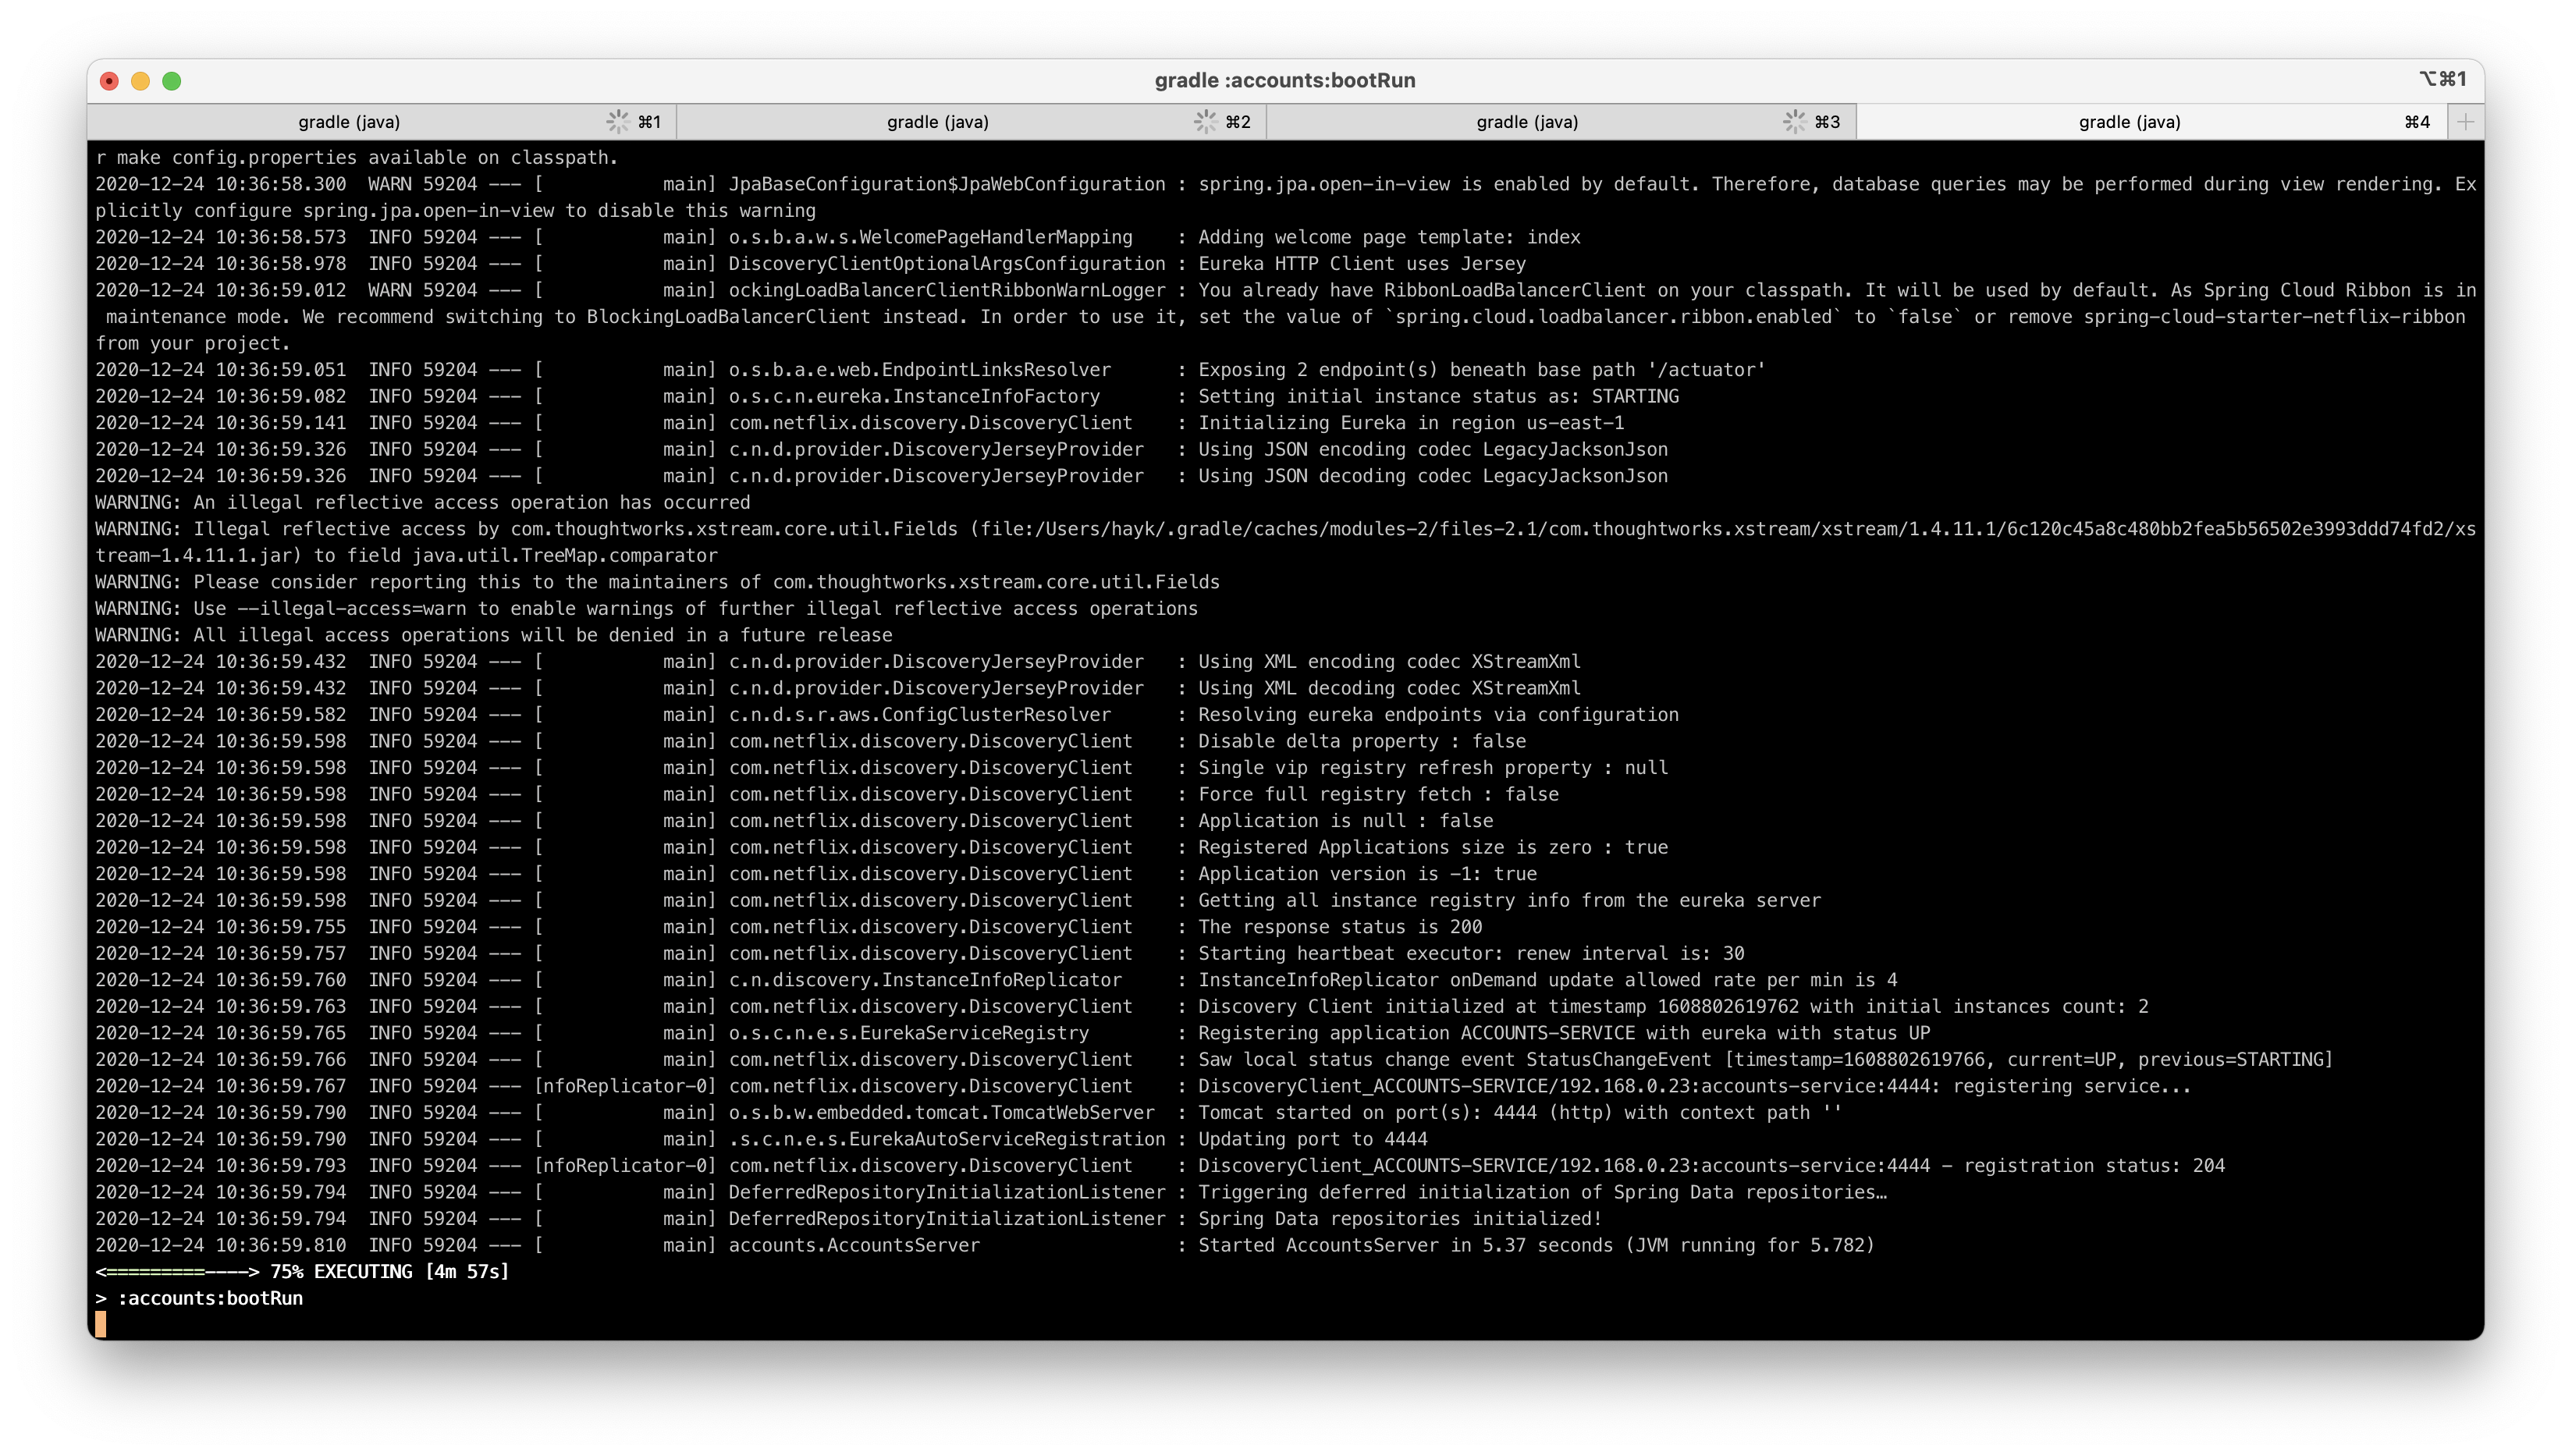 gradle :accounts:bootRun
⌥⌘1
gradle (java) ⌘1 gradle (java) ⌘2 gradle (java) ⌘3 gradle (java) ⌘4 +
r make config.properties available on classpath.
2020-12-24 10:36:58.300  WARN 59204 --- [           main] JpaBaseConfiguration$JpaWebConfiguration : spring.jpa.open-in-view is enabled by default. Therefore, database queries may be performed during view rendering. Ex
plicitly configure spring.jpa.open-in-view to disable this warning
2020-12-24 10:36:58.573  INFO 59204 --- [           main] o.s.b.a.w.s.WelcomePageHandlerMapping    : Adding welcome page template: index
2020-12-24 10:36:58.978  INFO 59204 --- [           main] DiscoveryClientOptionalArgsConfiguration : Eureka HTTP Client uses Jersey
2020-12-24 10:36:59.012  WARN 59204 --- [           main] ockingLoadBalancerClientRibbonWarnLogger : You already have RibbonLoadBalancerClient on your classpath. It will be used by default. As Spring Cloud Ribbon is in
 maintenance mode. We recommend switching to BlockingLoadBalancerClient instead. In order to use it, set the value of `spring.cloud.loadbalancer.ribbon.enabled` to `false` or remove spring-cloud-starter-netflix-ribbon
from your project.
2020-12-24 10:36:59.051  INFO 59204 --- [           main] o.s.b.a.e.web.EndpointLinksResolver      : Exposing 2 endpoint(s) beneath base path '/actuator'
2020-12-24 10:36:59.082  INFO 59204 --- [           main] o.s.c.n.eureka.InstanceInfoFactory       : Setting initial instance status as: STARTING
2020-12-24 10:36:59.141  INFO 59204 --- [           main] com.netflix.discovery.DiscoveryClient    : Initializing Eureka in region us-east-1
2020-12-24 10:36:59.326  INFO 59204 --- [           main] c.n.d.provider.DiscoveryJerseyProvider   : Using JSON encoding codec LegacyJacksonJson
2020-12-24 10:36:59.326  INFO 59204 --- [           main] c.n.d.provider.DiscoveryJerseyProvider   : Using JSON decoding codec LegacyJacksonJson
WARNING: An illegal reflective access operation has occurred
WARNING: Illegal reflective access by com.thoughtworks.xstream.core.util.Fields (file:/Users/hayk/.gradle/caches/modules-2/files-2.1/com.thoughtworks.xstream/xstream/1.4.11.1/6c120c45a8c480bb2fea5b56502e3993ddd74fd2/xs
tream-1.4.11.1.jar) to field java.util.TreeMap.comparator
WARNING: Please consider reporting this to the maintainers of com.thoughtworks.xstream.core.util.Fields
WARNING: Use --illegal-access=warn to enable warnings of further illegal reflective access operations
WARNING: All illegal access operations will be denied in a future release
2020-12-24 10:36:59.432  INFO 59204 --- [           main] c.n.d.provider.DiscoveryJerseyProvider   : Using XML encoding codec XStreamXml
2020-12-24 10:36:59.432  INFO 59204 --- [           main] c.n.d.provider.DiscoveryJerseyProvider   : Using XML decoding codec XStreamXml
2020-12-24 10:36:59.582  INFO 59204 --- [           main] c.n.d.s.r.aws.ConfigClusterResolver      : Resolving eureka endpoints via configuration
2020-12-24 10:36:59.598  INFO 59204 --- [           main] com.netflix.discovery.DiscoveryClient    : Disable delta property : false
2020-12-24 10:36:59.598  INFO 59204 --- [           main] com.netflix.discovery.DiscoveryClient    : Single vip registry refresh property : null
2020-12-24 10:36:59.598  INFO 59204 --- [           main] com.netflix.discovery.DiscoveryClient    : Force full registry fetch : false
2020-12-24 10:36:59.598  INFO 59204 --- [           main] com.netflix.discovery.DiscoveryClient    : Application is null : false
2020-12-24 10:36:59.598  INFO 59204 --- [           main] com.netflix.discovery.DiscoveryClient    : Registered Applications size is zero : true
2020-12-24 10:36:59.598  INFO 59204 --- [           main] com.netflix.discovery.DiscoveryClient    : Application version is -1: true
2020-12-24 10:36:59.598  INFO 59204 --- [           main] com.netflix.discovery.DiscoveryClient    : Getting all instance registry info from the eureka server
2020-12-24 10:36:59.755  INFO 59204 --- [           main] com.netflix.discovery.DiscoveryClient    : The response status is 200
2020-12-24 10:36:59.757  INFO 59204 --- [           main] com.netflix.discovery.DiscoveryClient    : Starting heartbeat executor: renew interval is: 30
2020-12-24 10:36:59.760  INFO 59204 --- [           main] c.n.discovery.InstanceInfoReplicator     : InstanceInfoReplicator onDemand update allowed rate per min is 4
2020-12-24 10:36:59.763  INFO 59204 --- [           main] com.netflix.discovery.DiscoveryClient    : Discovery Client initialized at timestamp 1608802619762 with initial instances count: 2
2020-12-24 10:36:59.765  INFO 59204 --- [           main] o.s.c.n.e.s.EurekaServiceRegistry        : Registering application ACCOUNTS-SERVICE with eureka with status UP
2020-12-24 10:36:59.766  INFO 59204 --- [           main] com.netflix.discovery.DiscoveryClient    : Saw local status change event StatusChangeEvent [timestamp=1608802619766, current=UP, previous=STARTING]
2020-12-24 10:36:59.767  INFO 59204 --- [nfoReplicator-0] com.netflix.discovery.DiscoveryClient    : DiscoveryClient_ACCOUNTS-SERVICE/192.168.0.23:accounts-service:4444: registering service...
2020-12-24 10:36:59.790  INFO 59204 --- [           main] o.s.b.w.embedded.tomcat.TomcatWebServer  : Tomcat started on port(s): 4444 (http) with context path ''
2020-12-24 10:36:59.790  INFO 59204 --- [           main] .s.c.n.e.s.EurekaAutoServiceRegistration : Updating port to 4444
2020-12-24 10:36:59.793  INFO 59204 --- [nfoReplicator-0] com.netflix.discovery.DiscoveryClient    : DiscoveryClient_ACCOUNTS-SERVICE/192.168.0.23:accounts-service:4444 - registration status: 204
2020-12-24 10:36:59.794  INFO 59204 --- [           main] DeferredRepositoryInitializationListener : Triggering deferred initialization of Spring Data repositories…
2020-12-24 10:36:59.794  INFO 59204 --- [           main] DeferredRepositoryInitializationListener : Spring Data repositories initialized!
2020-12-24 10:36:59.810  INFO 59204 --- [           main] accounts.AccountsServer                  : Started AccountsServer in 5.37 seconds (JVM running for 5.782)
<=========----> 75% EXECUTING [4m 57s]
> :accounts:bootRun